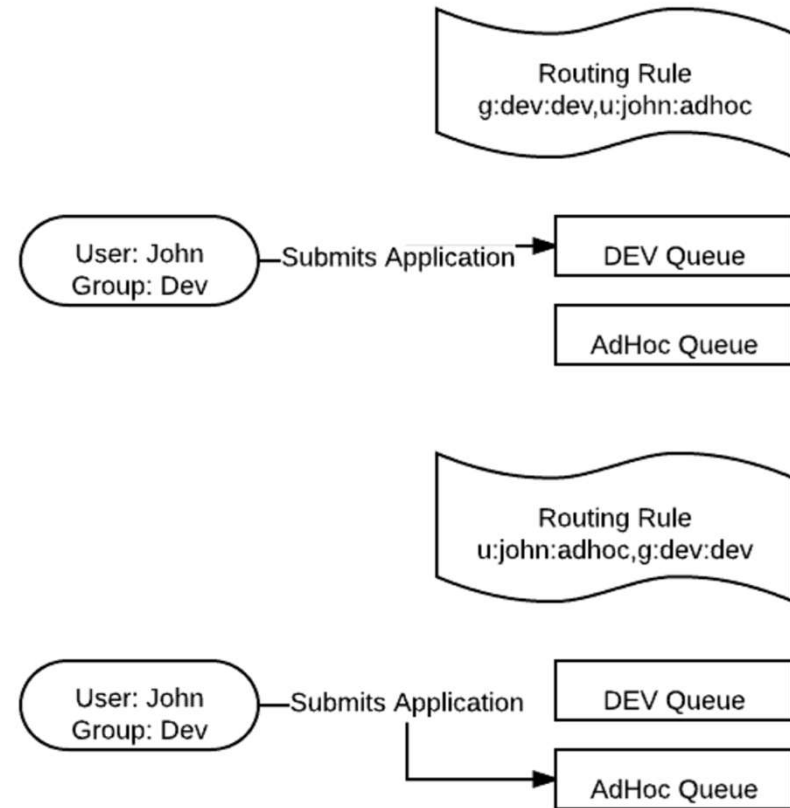 Routing Rule
g:dev:dev,u:john:adhoc
User: John
Group: Dev
Submits Application
DEV Queue
AdHoc Queue
Routing Rule
u:john:adhoc,g:dev:dev
User: John
Group: Dev
Submits Application
DEV Queue
AdHoc Queue